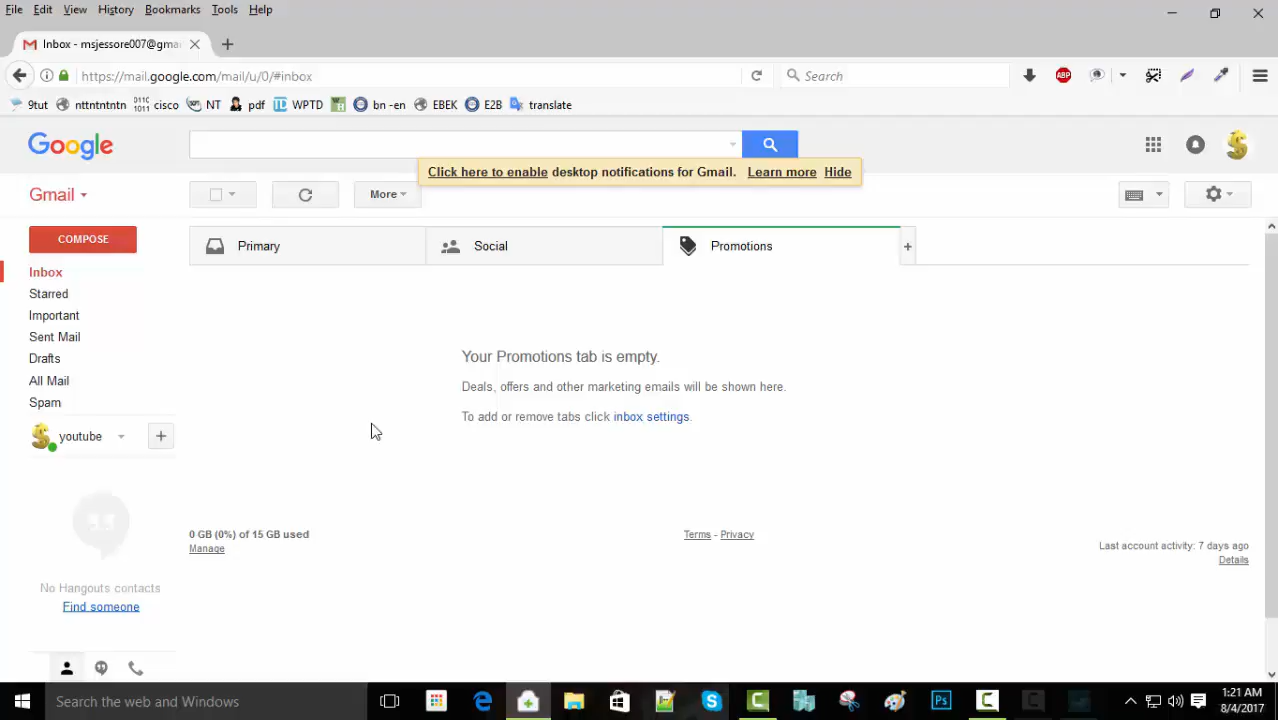 File Edit View History Bookmarks Tools Help
Inbox - msjessore007@gma
https://mail.google.com/mail/u/0/#inbox
Search
ABP
9tut nttntntntn cisco NT pdf WPTD bn -en EBEK E2B translate
Google
Click here to enable desktop notifications for Gmail. Learn more Hide
Gmail
More
COMPOSE
Primary Social Promotions +
Inbox
Starred
Important
Sent Mail
Drafts
All Mail
Spam
youtube
Your Promotions tab is empty.
Deals, offers and other marketing emails will be shown here.
To add or remove tabs click inbox settings.
0 GB (0%) of 15 GB used
Manage
Terms - Privacy
Last account activity: 7 days ago
Details
No Hangouts contacts
Find someone
Search the web and Windows
Ps
1:21 AM
8/4/2017